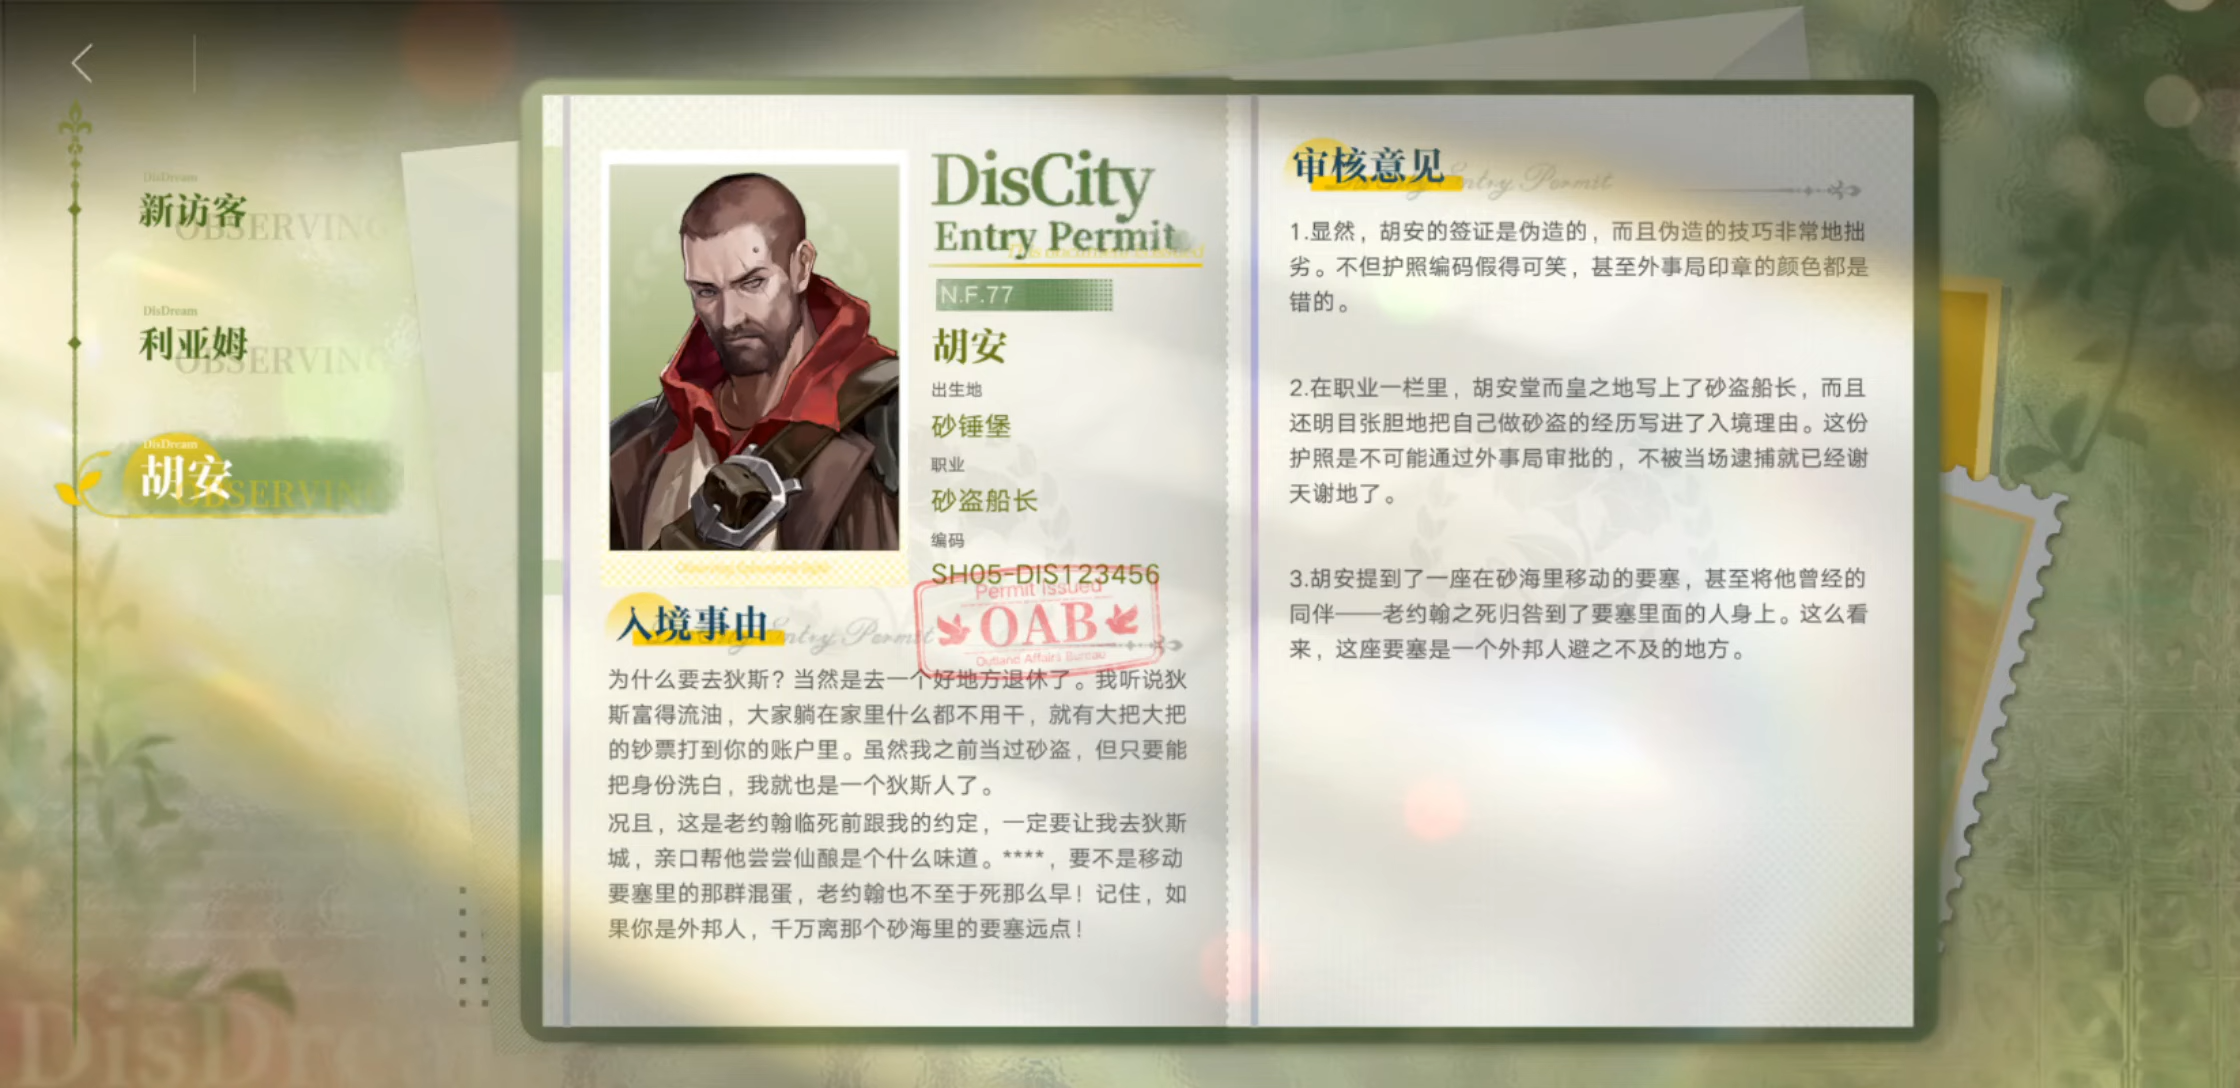 DisDream
新访客
OBSERVING
DisDream
利亚姆
OBSERVING
DisDream
胡安
OBSERVING
DisCity
Entry Permit
N.F.77
胡安
出生地
砂锤堡
职业
砂盗船长
编码
SH05-DIS123456
Permit Issued
OAB
Outland Affairs Bureau
入境事由
为什么要去狄斯？当然是去一个好地方退休了。我听说狄
斯富得流油，大家躺在家里什么都不用干，就有大把大把
的钞票打到你的账户里。虽然我之前当过砂盗，但只要能
把身份洗白，我就也是一个狄斯人了。
况且，这是老约翰临死前跟我的约定，一定要让我去狄斯
城，亲口帮他尝尝仙酿是个什么味道。****，要不是移动
要塞里的那群混蛋，老约翰也不至于死那么早！记住，如
果你是外邦人，千万离那个砂海里的要塞远点！
审核意见
DisCity Entry Permit
1.显然，胡安的签证是伪造的，而且伪造的技巧非常地拙
劣。不但护照编码假得可笑，甚至外事局印章的颜色都是
错的。
2.在职业一栏里，胡安堂而皇之地写上了砂盗船长，而且
还明目张胆地把自己做砂盗的经历写进了入境理由。这份
护照是不可能通过外事局审批的，不被当场逮捕就已经谢
天谢地了。
3.胡安提到了一座在砂海里移动的要塞，甚至将他曾经的
同伴——老约翰之死归咎到了要塞里面的人身上。这么看
来，这座要塞是一个外邦人避之不及的地方。